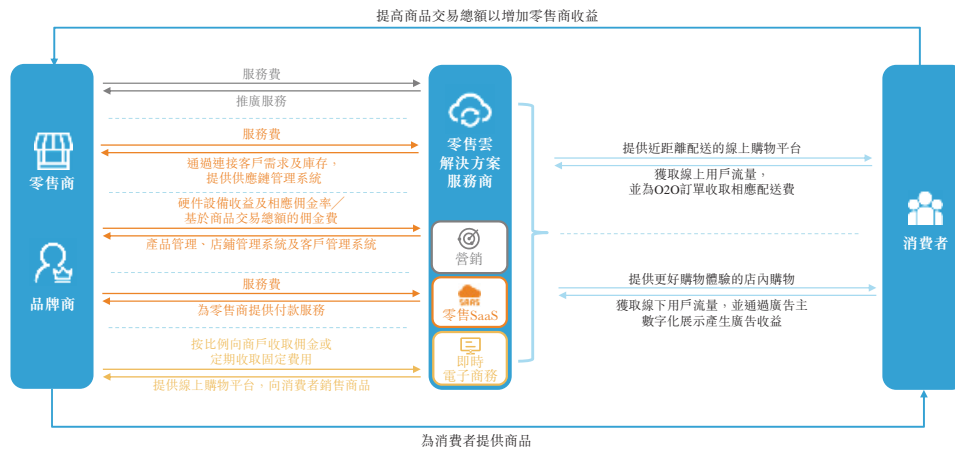 提高商品交易總額以增加零售商收益
零售商
品牌商
服務費
推廣服務
服務費
通過連接客戶需求及庫存，
提供供應鏈管理系統
硬件設備收益及相應佣金率／
基於商品交易總額的佣金費
產品管理、店鋪管理系統及客戶管理系統
服務費
為零售商提供付款服務
按比例向商戶收取佣金或
定期收取固定費用
提供線上購物平台，向消費者銷售商品
零售雲
解決方案
服務商
營銷
SAAS
零售SaaS
即時
電子商務
提供近距離配送的線上購物平台
獲取線上用戶流量，
並為O2O訂單收取相應配送費
提供更好購物體驗的店內購物
獲取線下用戶流量，並通過廣告主
數字化展示產生廣告收益
消費者
為消費者提供商品